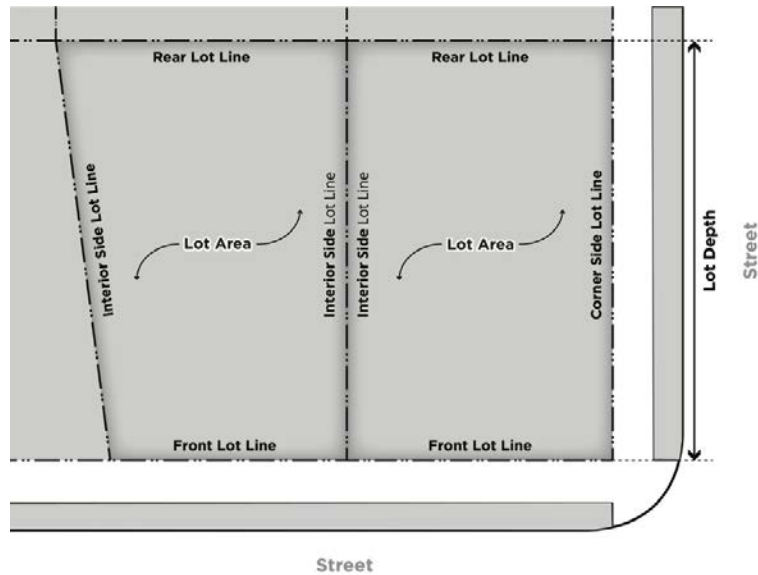 Rear Lot Line
Rear Lot Line
Interior Side Lot Line
Interior Side Lot Line
Interior Side Lot Line
Corner Side Lot Line
Lot Area
Lot Area
Lot Depth
Street
Front Lot Line
Front Lot Line
Street